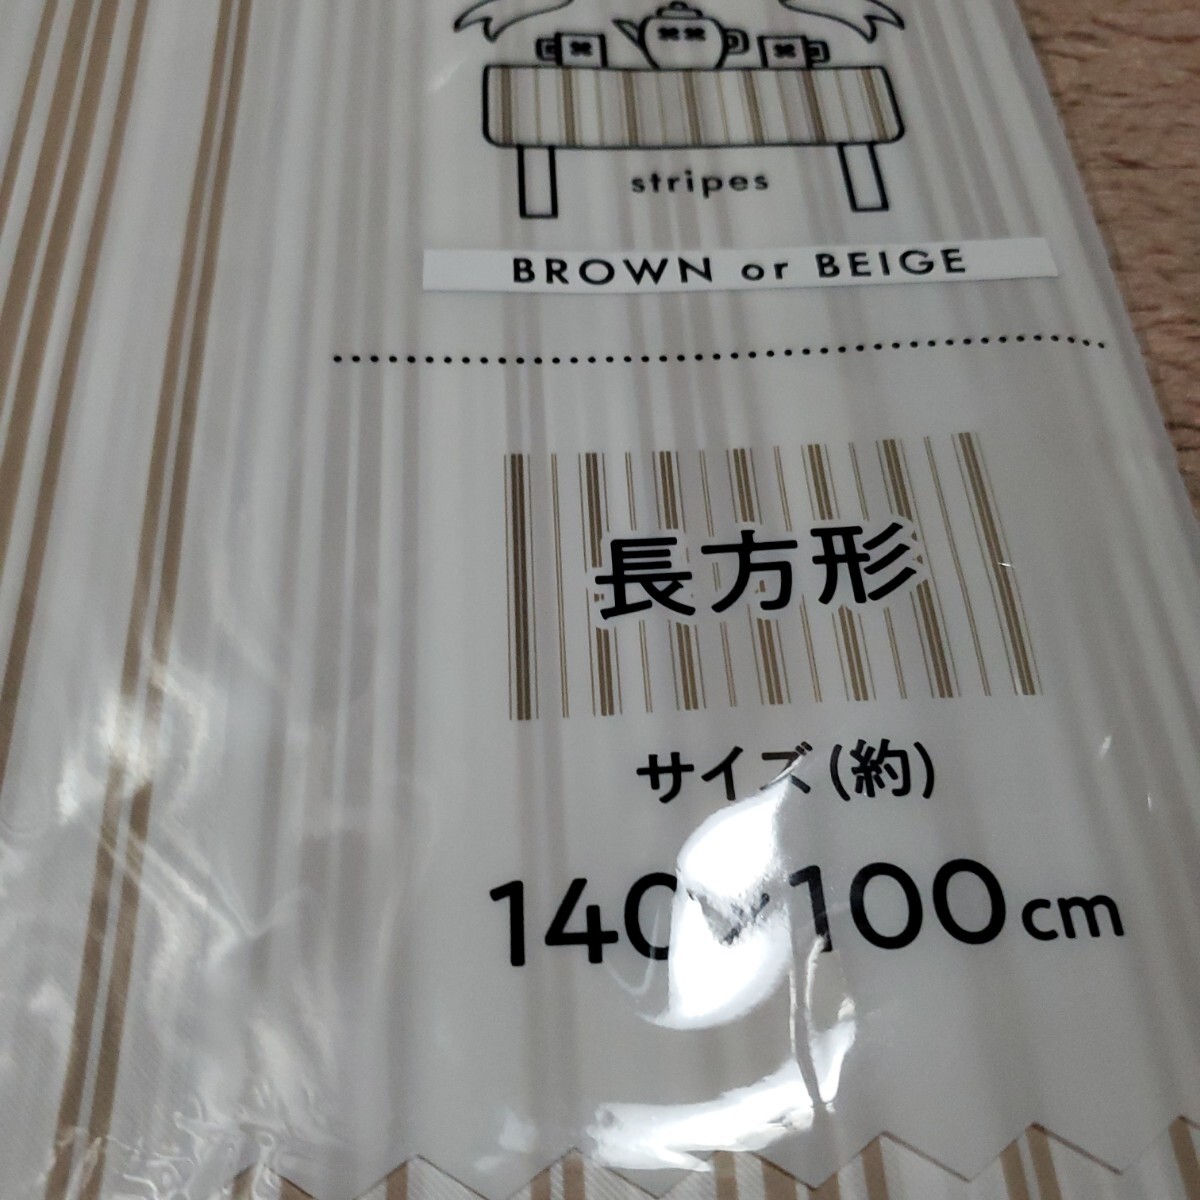 stripes
BROWN or BEIGE
長方形
サイズ(約)
140×100cm